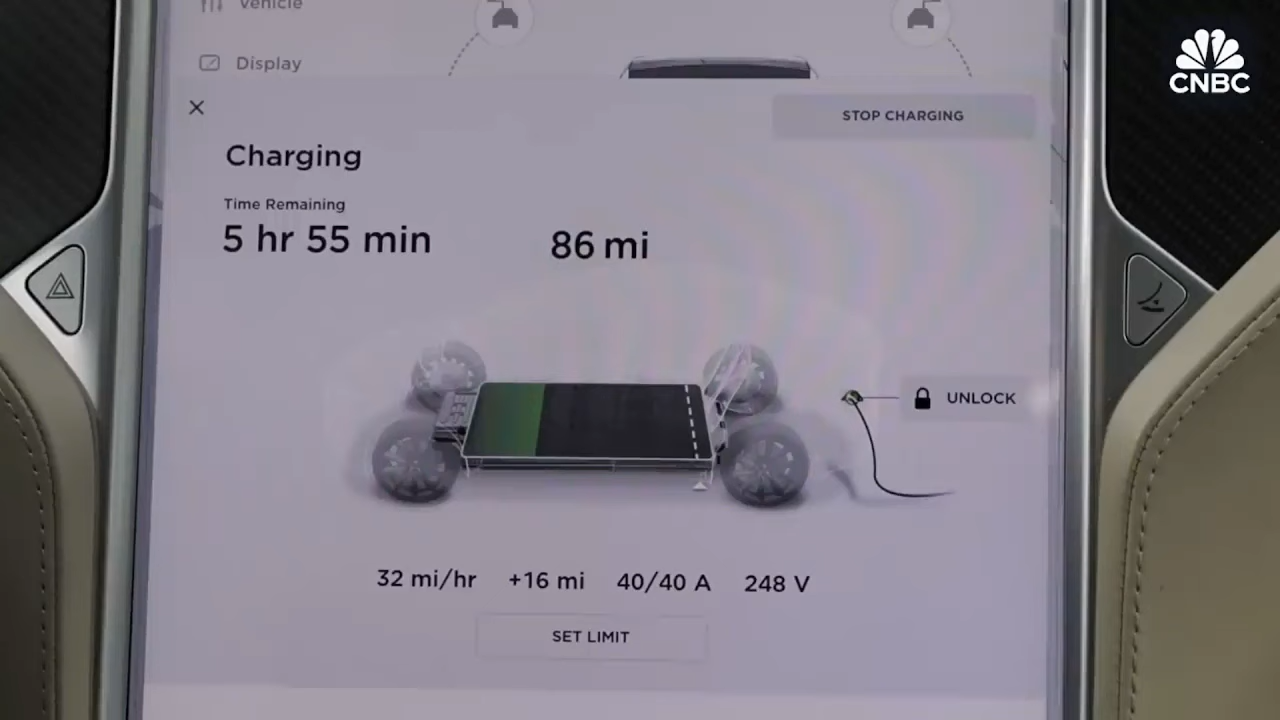 Vehicle
Display
CNBC
STOP CHARGING
Charging
Time Remaining
5 hr 55 min
86 mi
UNLOCK
32 mi/hr +16 mi 40/40 A 248 V
SET LIMIT